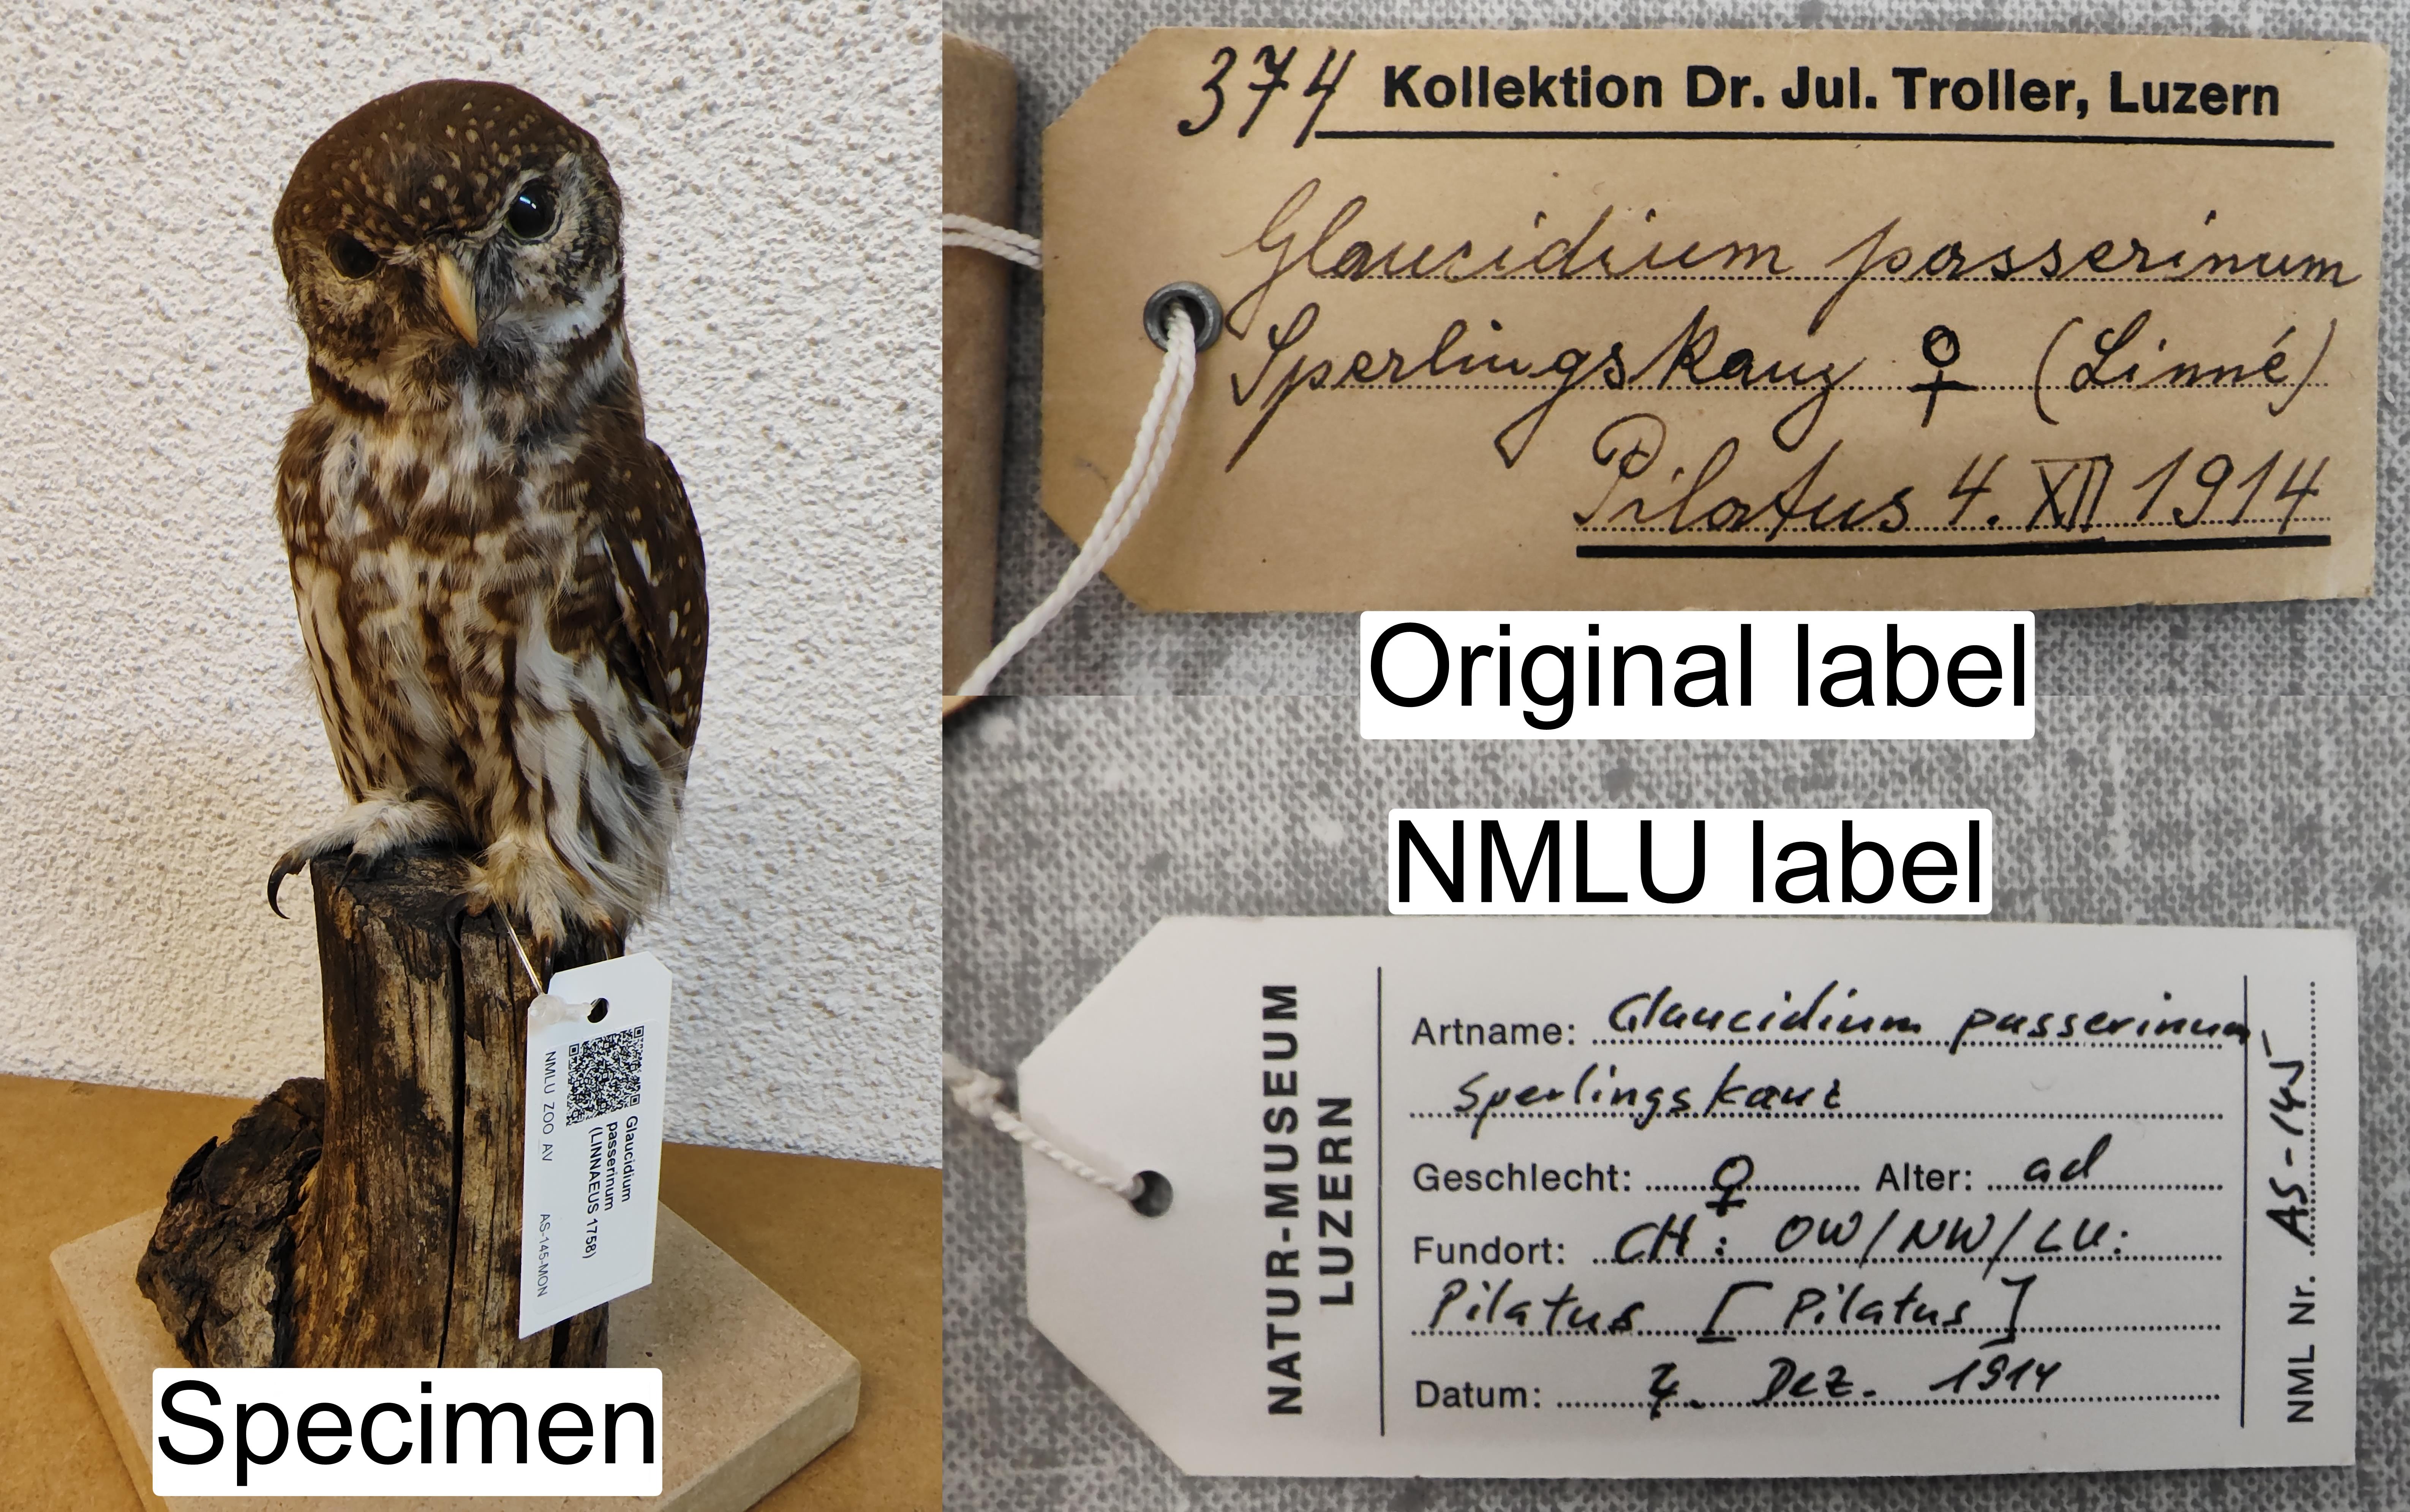 374 Kollektion Dr. Jul. Troller, Luzern
Glaucidium passerinum
Sperlingskauz ♀ (Linné)
Pilatus 4. XII 1914
Original label
NMLU label
NATUR-MUSEUM
LUZERN
Artname: Glaucidium passerinum
Sperlingskauz
Geschlecht: ♀ Alter: ad
Fundort: CH: OW/NW/LU:
Pilatus [Pilatus]
Datum: 4. Dez. 1914
NML Nr. AS-145
Glaucidium
passerinum
(LINNAEUS 1758)
NMLU ZOO AV AS-145-MON
Specimen